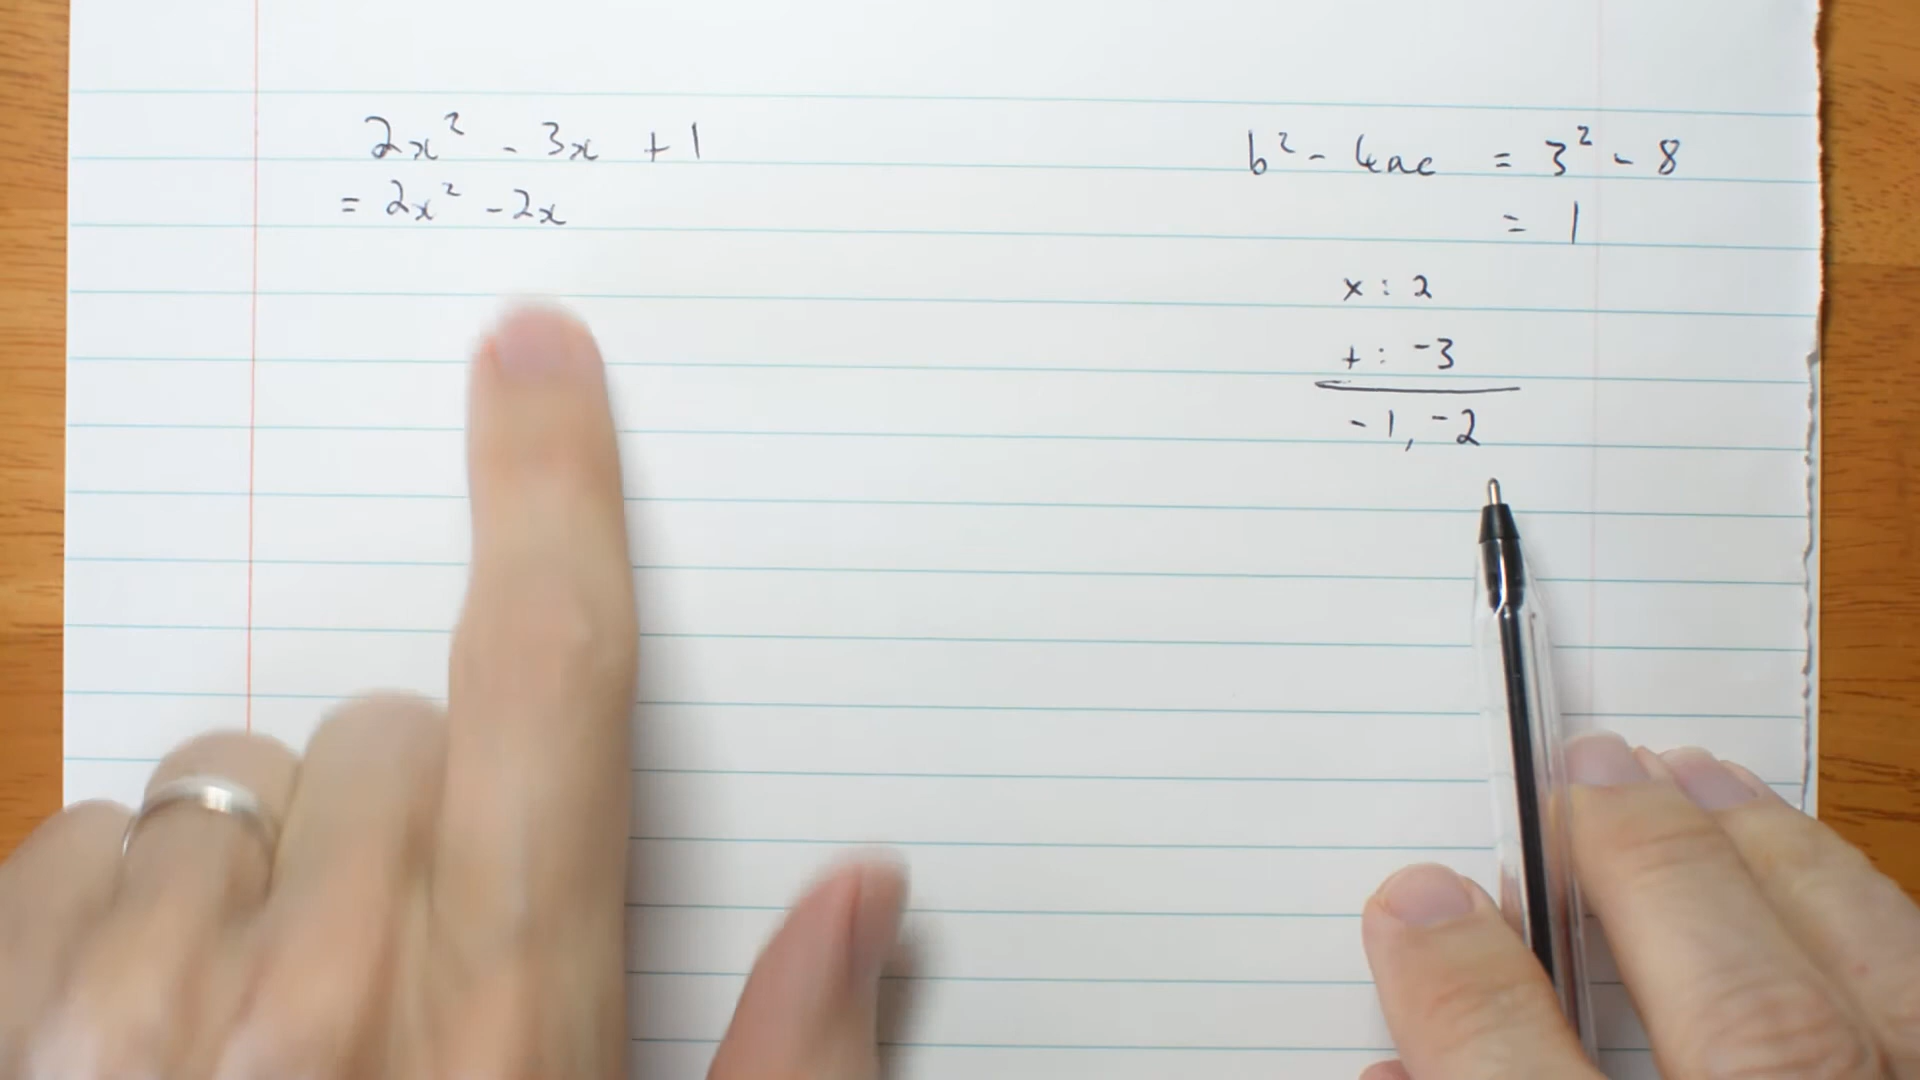 2x² - 3x + 1
= 2x² - 2x
b² - 4ac = 3² - 8
= 1
x : 2
+ : -3
-1, -2